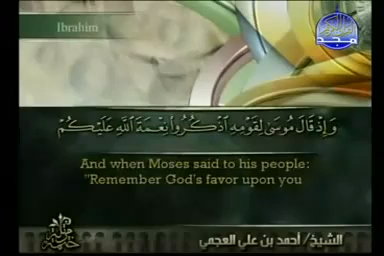 Ibrahim
المجد
وَإِذْ قَالَ مُوسَىٰ لِقَوْمِهِ اذْكُرُوا نِعْمَةَ اللَّهِ عَلَيْكُمْ
And when Moses said to his people:
"Remember God's favor upon you
الشيخ/ أحمد بن علي العجمي